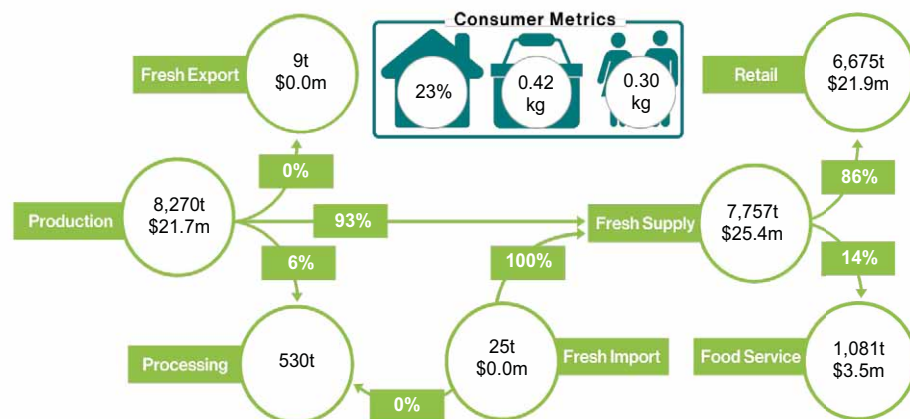 Consumer Metrics
Fresh Export
9t
$0.0m
23%
0.42
kg
0.30
kg
Retail
6,675t
$21.9m
0%
86%
Production
8,270t
$21.7m
93%
Fresh Supply
7,757t
$25.4m
6%
100%
14%
Processing
530t
25t
$0.0m
Fresh Import
Food Service
1,081t
$3.5m
0%